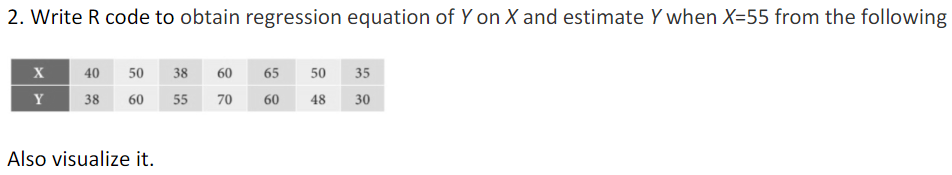 2. Write R code to obtain regression equation of Y on X and estimate Y when X=55 from the following
X 40 50 38 60 65 50 35
Y 38 60 55 70 60 48 30
Also visualize it.